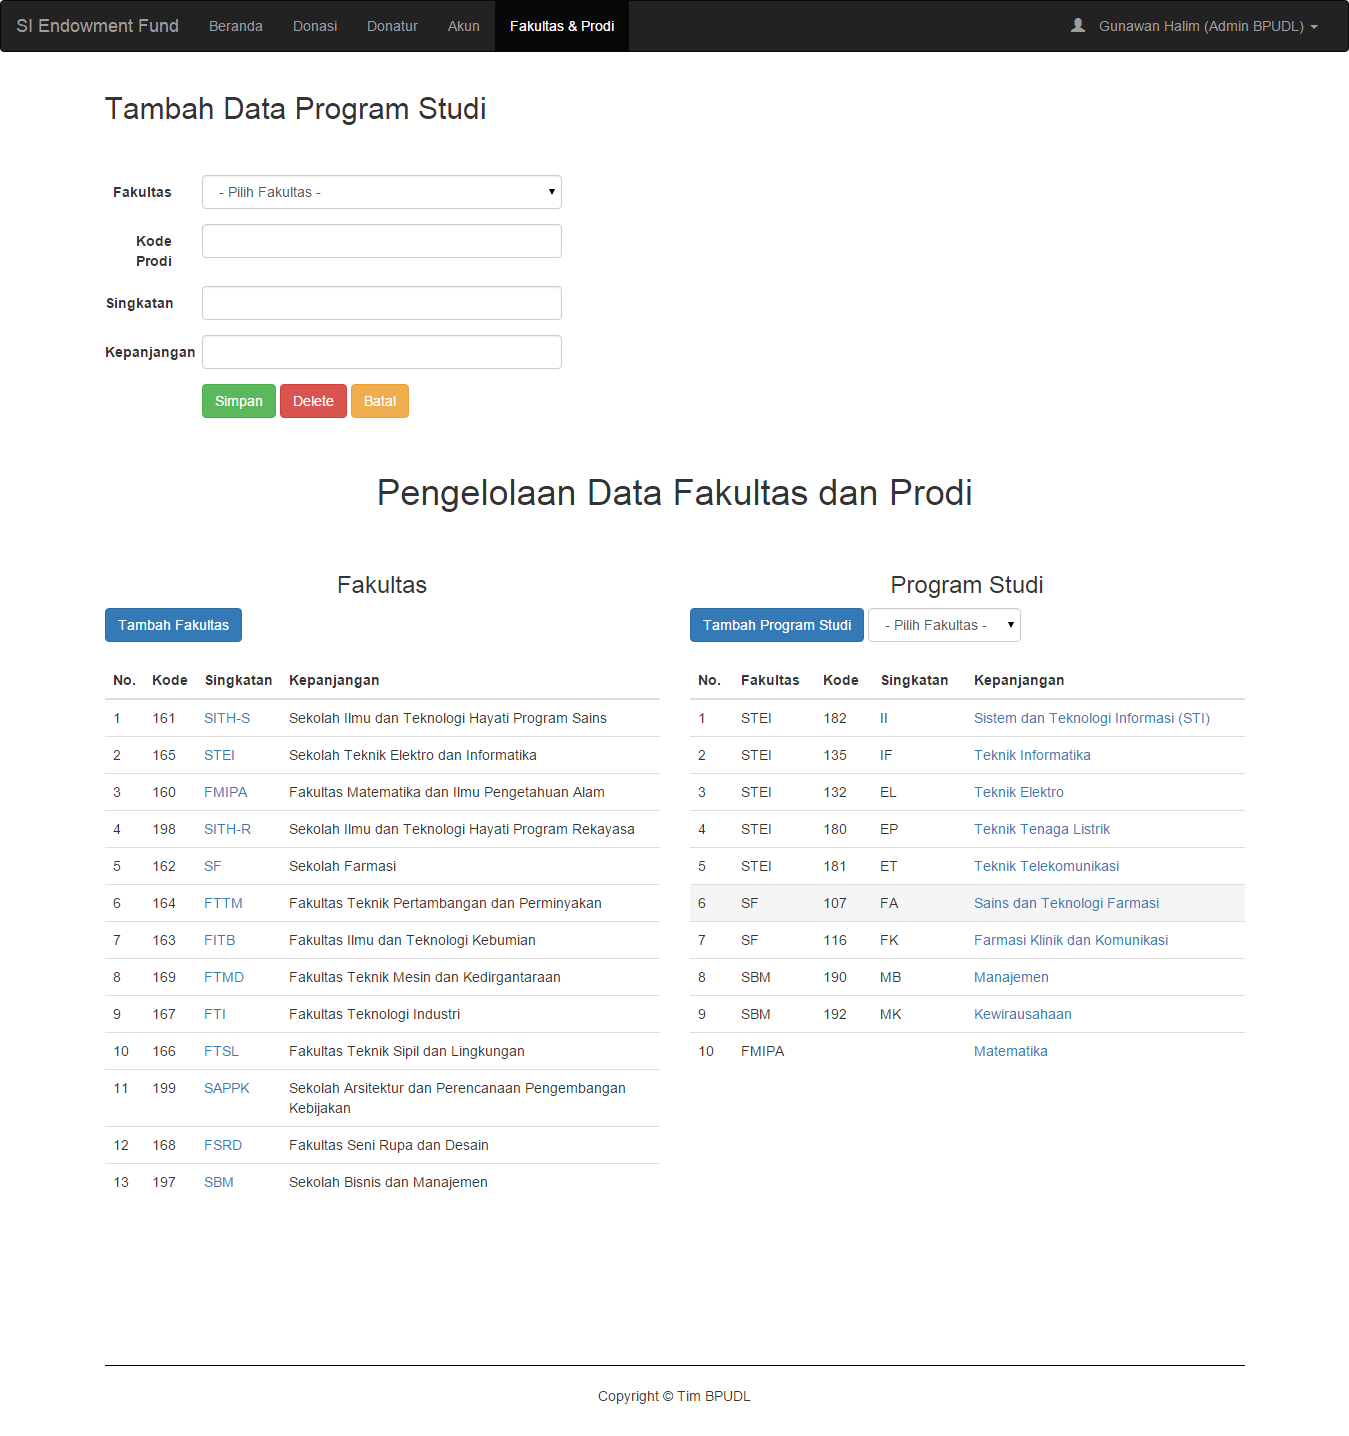 SI Endowment Fund Beranda Donasi Donatur Akun Fakultas & Prodi Gunawan Halim (Admin BPUDL)
Tambah Data Program Studi
Fakultas - Pilih Fakultas -
Kode
Prodi
Singkatan
Kepanjangan
Simpan Delete Batal
Pengelolaan Data Fakultas dan Prodi
Fakultas
Tambah Fakultas
No. Kode Singkatan Kepanjangan
1 161 SITH-S Sekolah Ilmu dan Teknologi Hayati Program Sains
2 165 STEI Sekolah Teknik Elektro dan Informatika
3 160 FMIPA Fakultas Matematika dan Ilmu Pengetahuan Alam
4 198 SITH-R Sekolah Ilmu dan Teknologi Hayati Program Rekayasa
5 162 SF Sekolah Farmasi
6 164 FTTM Fakultas Teknik Pertambangan dan Perminyakan
7 163 FITB Fakultas Ilmu dan Teknologi Kebumian
8 169 FTMD Fakultas Teknik Mesin dan Kedirgantaraan
9 167 FTI Fakultas Teknologi Industri
10 166 FTSL Fakultas Teknik Sipil dan Lingkungan
11 199 SAPPK Sekolah Arsitektur dan Perencanaan Pengembangan
Kebijakan
12 168 FSRD Fakultas Seni Rupa dan Desain
13 197 SBM Sekolah Bisnis dan Manajemen
Program Studi
Tambah Program Studi - Pilih Fakultas -
No. Fakultas Kode Singkatan Kepanjangan
1 STEI 182 II Sistem dan Teknologi Informasi (STI)
2 STEI 135 IF Teknik Informatika
3 STEI 132 EL Teknik Elektro
4 STEI 180 EP Teknik Tenaga Listrik
5 STEI 181 ET Teknik Telekomunikasi
6 SF 107 FA Sains dan Teknologi Farmasi
7 SF 116 FK Farmasi Klinik dan Komunikasi
8 SBM 190 MB Manajemen
9 SBM 192 MK Kewirausahaan
10 FMIPA Matematika
Copyright © Tim BPUDL